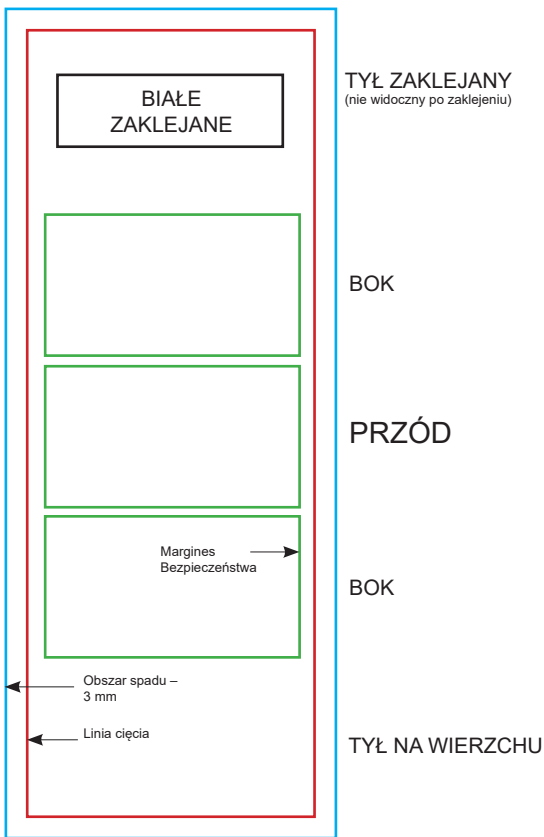 TYŁ ZAKLEJANY
(nie widoczny po zaklejeniu)
BIAŁE
ZAKLEJANE
BOK
PRZÓD
Margines
Bezpieczeństwa
BOK
Obszar spadu –
3 mm
Linia cięcia
TYŁ NA WIERZCHU